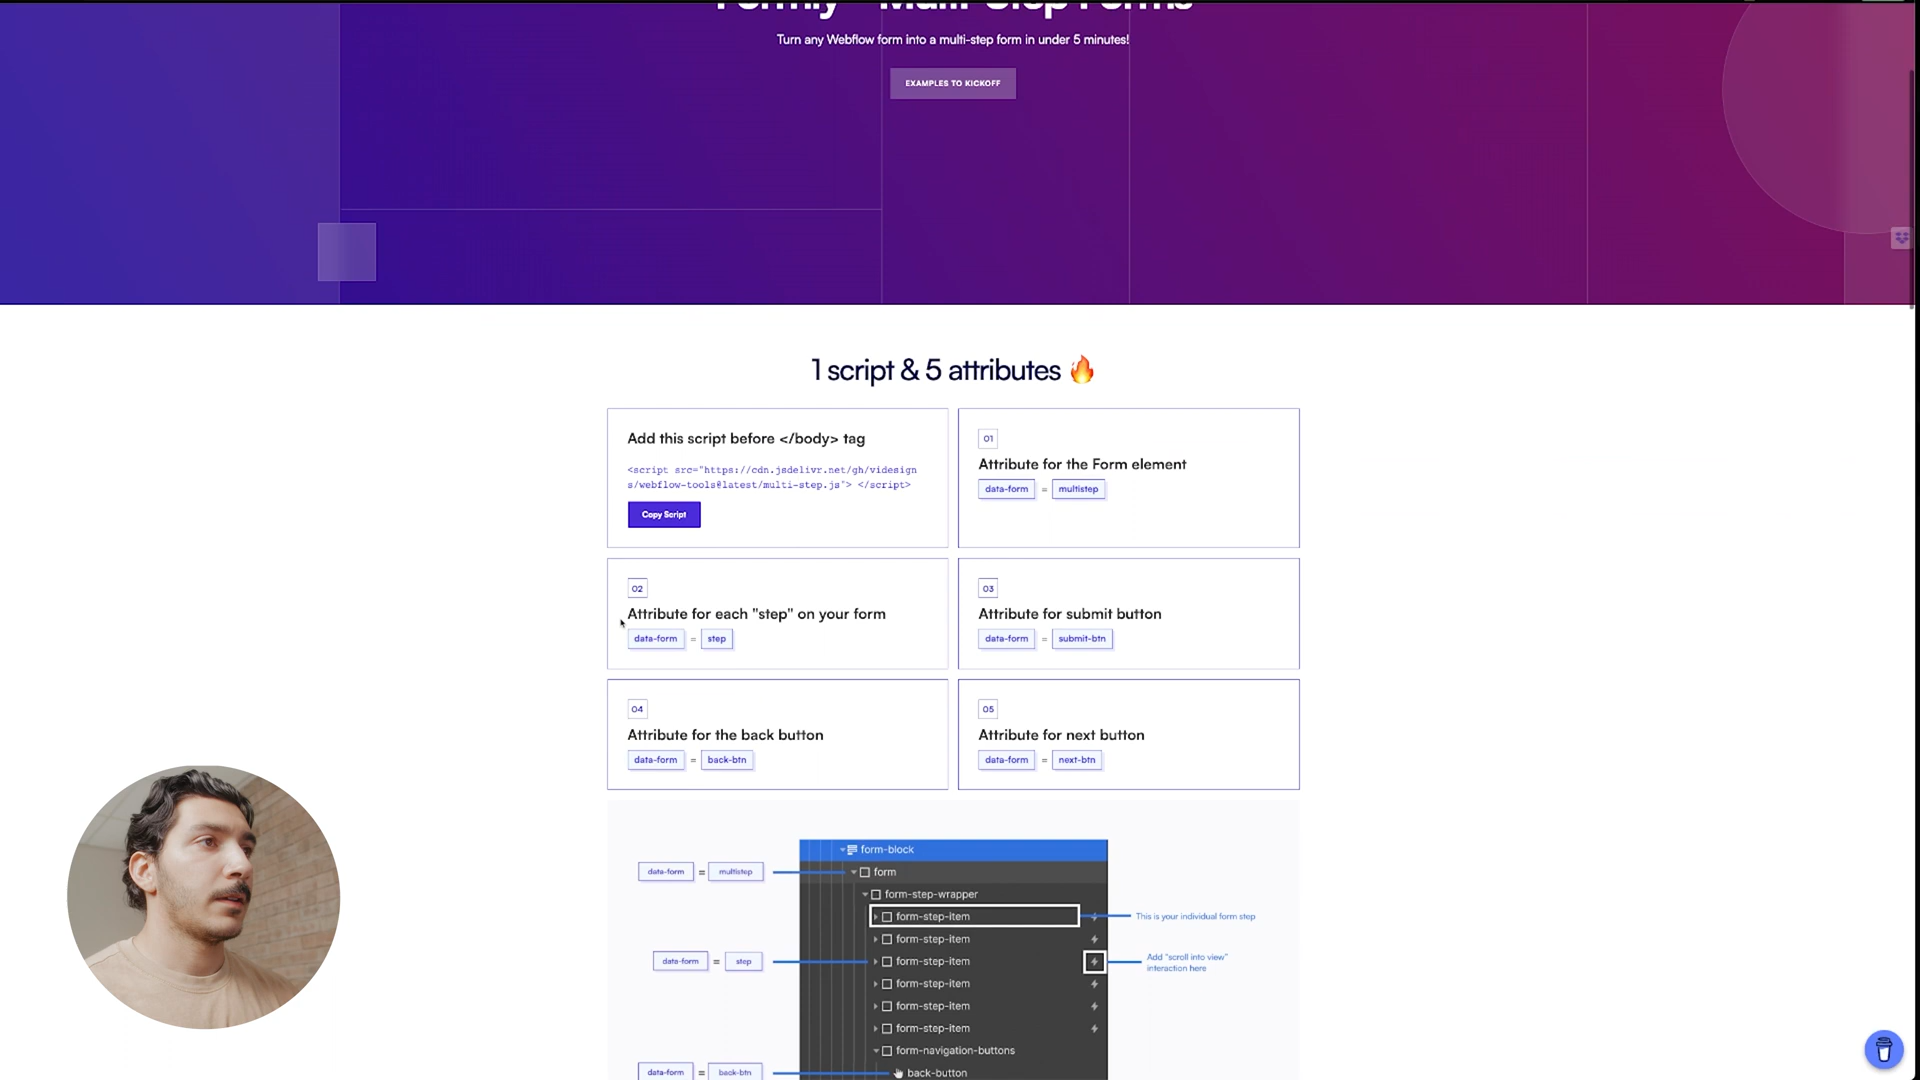 Formly - Multi-Step Forms
Turn any Webflow form into a multi-step form in under 5 minutes!
EXAMPLES TO KICKOFF
1 script & 5 attributes 🔥
Add this script before </body> tag
<script src="https://cdn.jsdelivr.net/gh/videsign
s/webflow-tools@latest/multi-step.js"> </script>
Copy Script
01
Attribute for the Form element
data-form = multistep
02
Attribute for each "step" on your form
data-form = step
03
Attribute for submit button
data-form = submit-btn
04
Attribute for the back button
data-form = back-btn
05
Attribute for next button
data-form = next-btn
form-block
data-form = multistep
form
form-step-wrapper
form-step-item
This is your individual form step
form-step-item
data-form = step
form-step-item
Add "scroll into view"
interaction here
form-step-item
form-step-item
form-step-item
form-navigation-buttons
data-form = back-btn
back-button